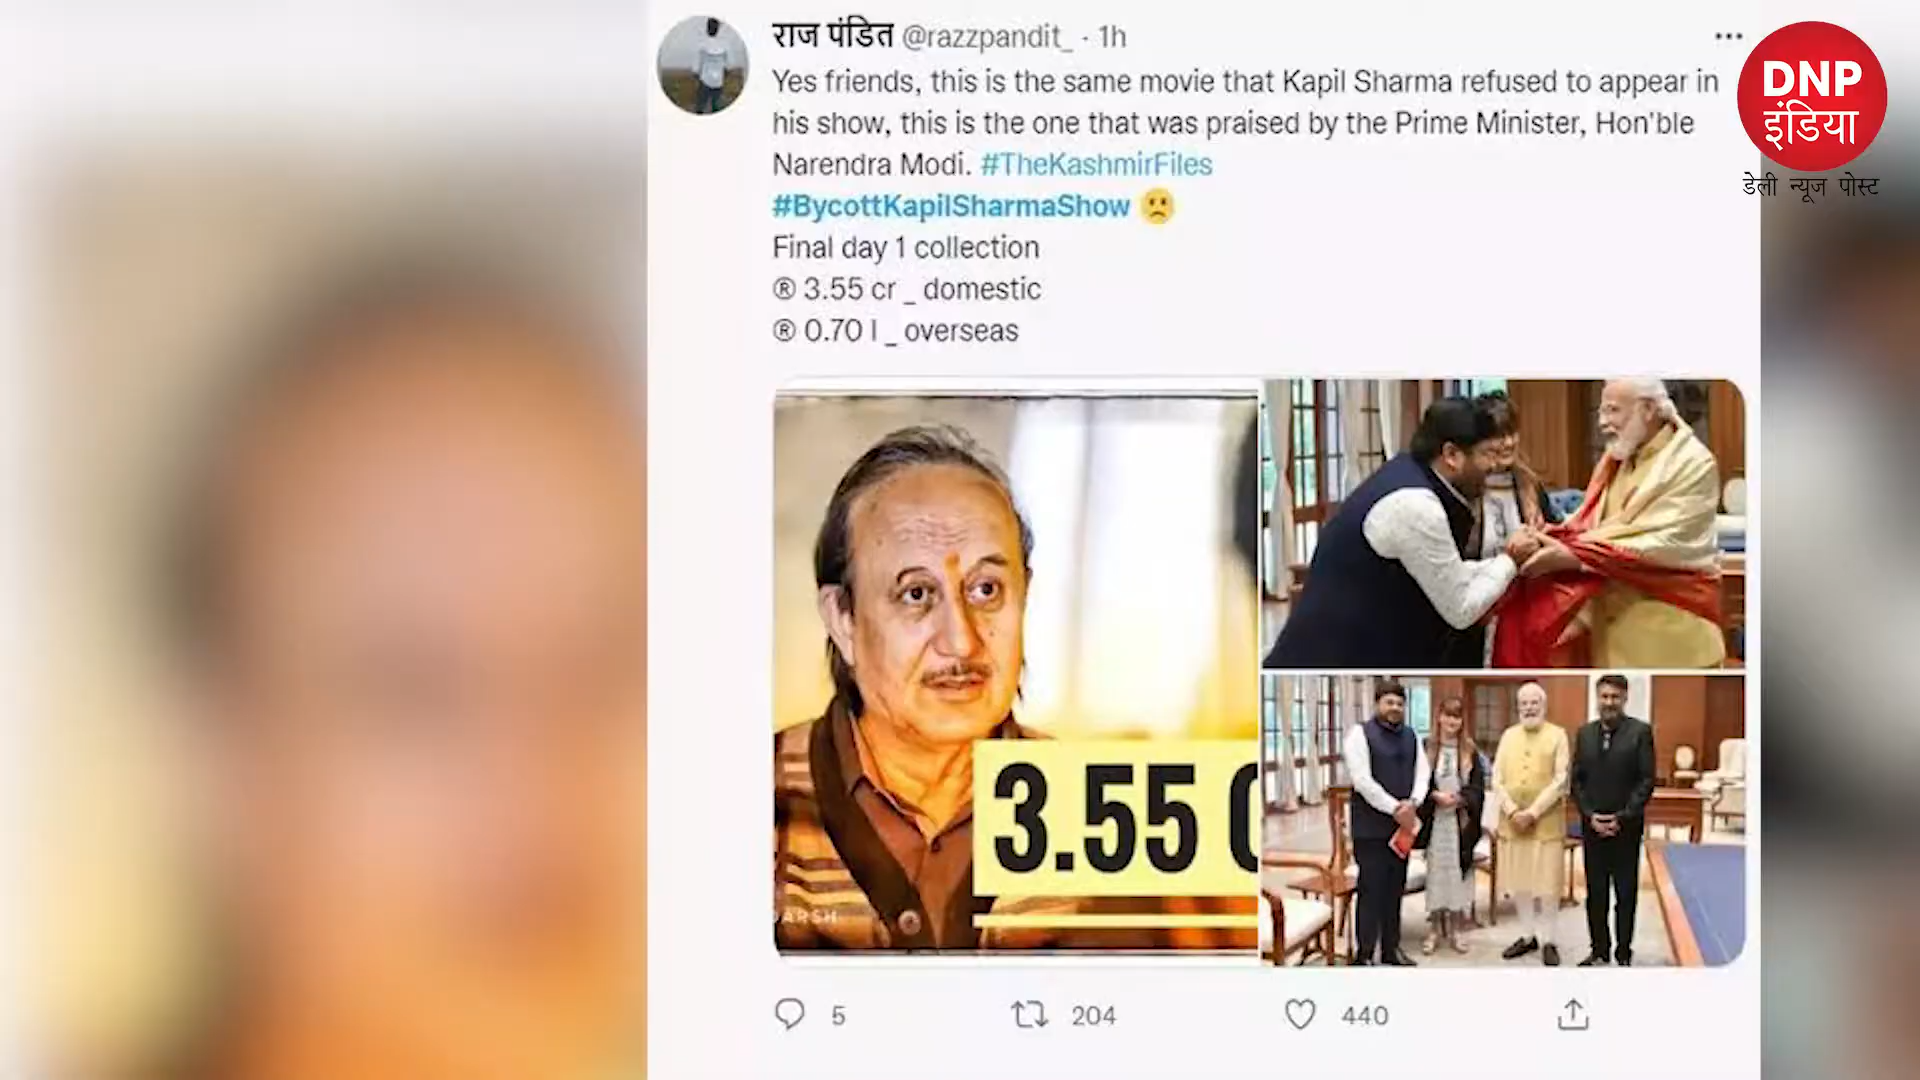 राज पंडित @razzpandit_ · 1h
Yes friends, this is the same movie that Kapil Sharma refused to appear in
his show, this is the one that was praised by the Prime Minister, Hon'ble
Narendra Modi. #TheKashmirFiles
#BycottKapilSharmaShow
Final day 1 collection
® 3.55 cr _ domestic
® 0.70 l _ overseas
3.55
ARSH
5
204
440
DNP
इंडिया
डेली न्यूज पोस्ट